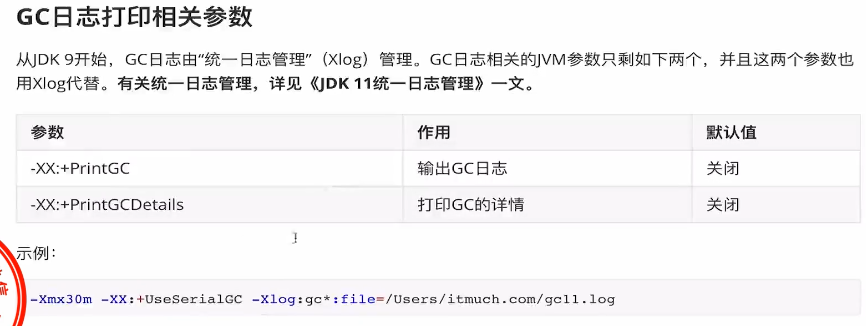 GC日志打印相关参数
从JDK 9开始，GC日志由“统一日志管理”（Xlog）管理。GC日志相关的JVM参数只剩如下两个，并且这两个参数也
用Xlog代替。有关统一日志管理，详见《JDK 11统一日志管理》一文。
参数 作用 默认值
-XX:+PrintGC 输出GC日志 关闭
-XX:+PrintGCDetails 打印GC的详情 关闭
示例：
-Xmx30m -XX:+UseSerialGC -Xlog:gc*:file=/Users/itmuch.com/gc11.log